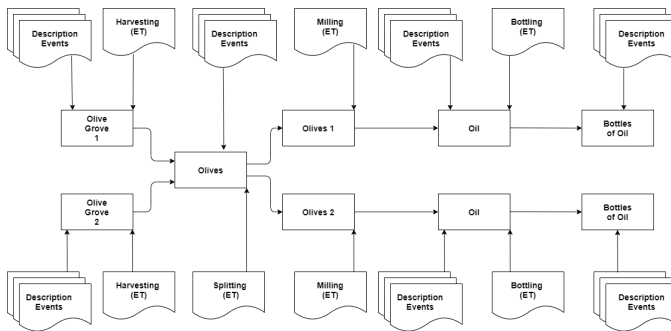 Description
Events
Harvesting
(ET)
Description
Events
Milling
(ET)
Description
Events
Bottling
(ET)
Description
Events
Olive
Grove
1
Olives 1
Oil
Bottles
of Oil
Olives
Olive
Grove
2
Olives 2
Oil
Bottles
of Oil
Description
Events
Harvesting
(ET)
Splitting
(ET)
Milling
(ET)
Description
Events
Bottling
(ET)
Description
Events